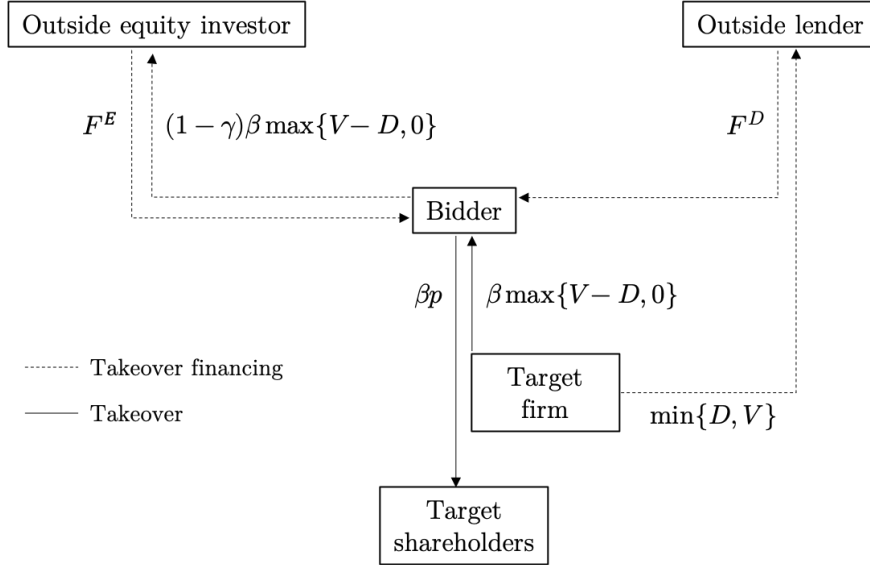 Outside equity investor
Outside lender
F^E
(1 − γ)β max{V − D, 0}
F^D
Bidder
βp
β max{V − D, 0}
Takeover financing
Takeover
Target
firm
min{D, V}
Target
shareholders